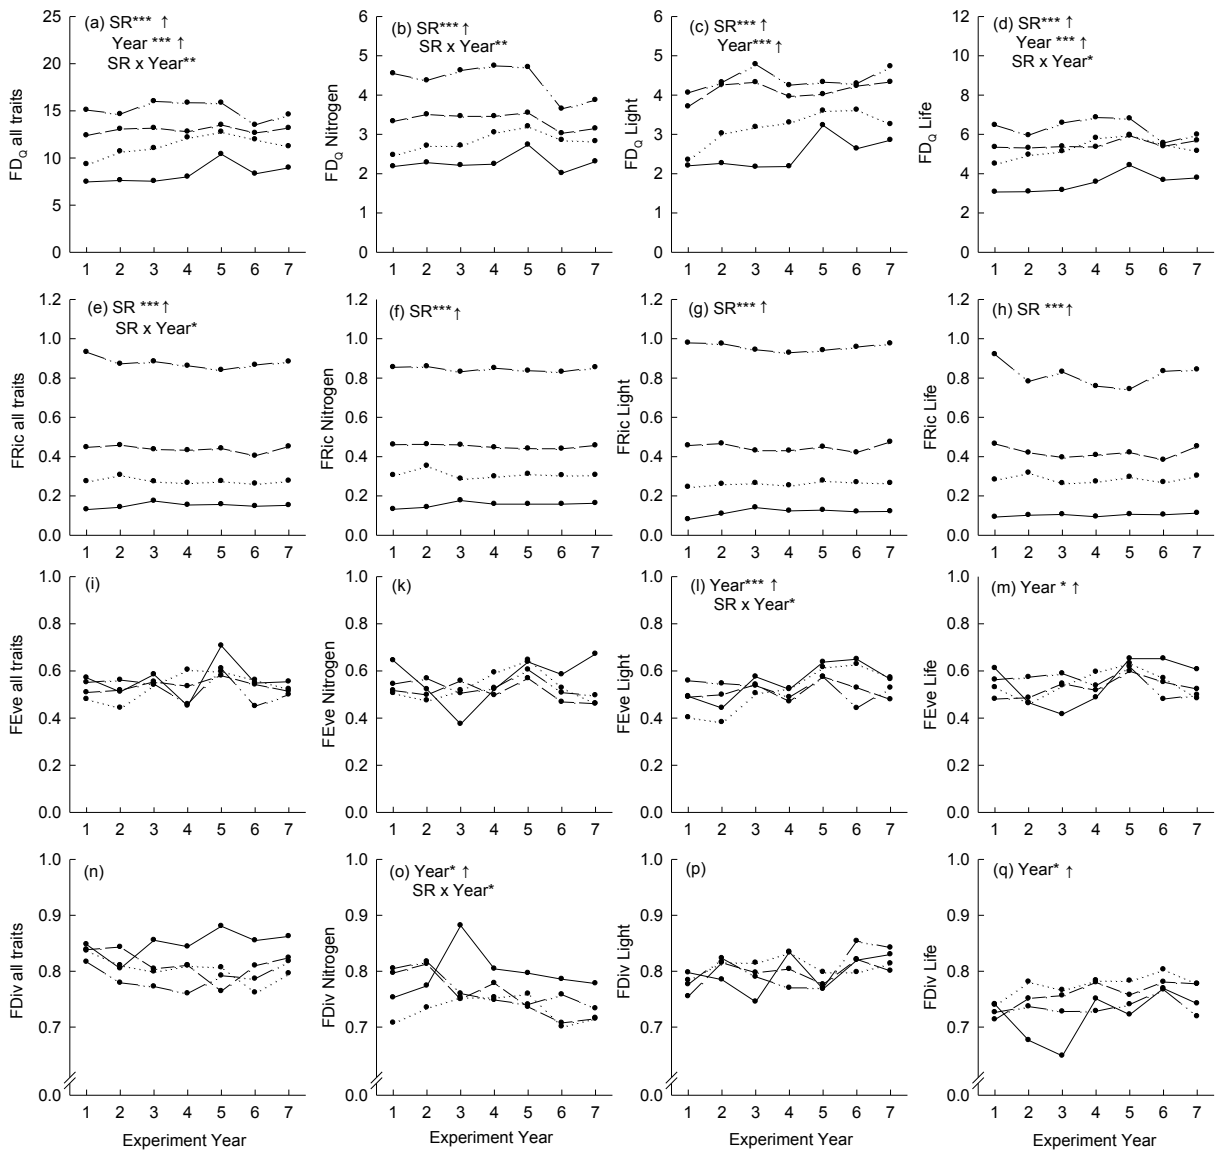 (a) SR*** ↑
Year *** ↑
SR x Year**
FD_Q all traits
25
20
15
10
5
0
1 2 3 4 5 6 7
(b) SR*** ↑
SR x Year**
FD_Q Nitrogen
6
5
4
3
2
1
0
1 2 3 4 5 6 7
(c) SR*** ↑
Year*** ↑
FD_Q Light
6
5
4
3
2
1
0
1 2 3 4 5 6 7
(d) SR*** ↑
Year *** ↑
SR x Year*
FD_Q Life
12
10
8
6
4
2
0
1 2 3 4 5 6 7
(e) SR *** ↑
SR x Year*
FRic all traits
1.2
1.0
0.8
0.6
0.4
0.2
0.0
1 2 3 4 5 6 7
(f) SR*** ↑
FRic Nitrogen
1.2
1.0
0.8
0.6
0.4
0.2
0.0
1 2 3 4 5 6 7
(g) SR*** ↑
FRic Light
1.2
1.0
0.8
0.6
0.4
0.2
0.0
1 2 3 4 5 6 7
(h) SR *** ↑
FRic Life
1.2
1.0
0.8
0.6
0.4
0.2
0.0
1 2 3 4 5 6 7
(i)
FEve all traits
1.0
0.8
0.6
0.4
0.2
0.0
1 2 3 4 5 6 7
(k)
FEve Nitrogen
1.0
0.8
0.6
0.4
0.2
0.0
1 2 3 4 5 6 7
(l) Year*** ↑
SR x Year*
FEve Light
1.0
0.8
0.6
0.4
0.2
0.0
1 2 3 4 5 6 7
(m) Year * ↑
FEve Life
1.0
0.8
0.6
0.4
0.2
0.0
1 2 3 4 5 6 7
(n)
FDiv all traits
1.0
0.9
0.8
0.7
0.0
1 2 3 4 5 6 7
Experiment Year
(o) Year* ↑
SR x Year*
FDiv Nitrogen
1.0
0.9
0.8
0.7
0.0
1 2 3 4 5 6 7
Experiment Year
(p)
FDiv Light
1.0
0.9
0.8
0.7
0.0
1 2 3 4 5 6 7
Experiment Year
(q) Year* ↑
FDiv Life
1.0
0.9
0.8
0.7
0.0
1 2 3 4 5 6 7
Experiment Year